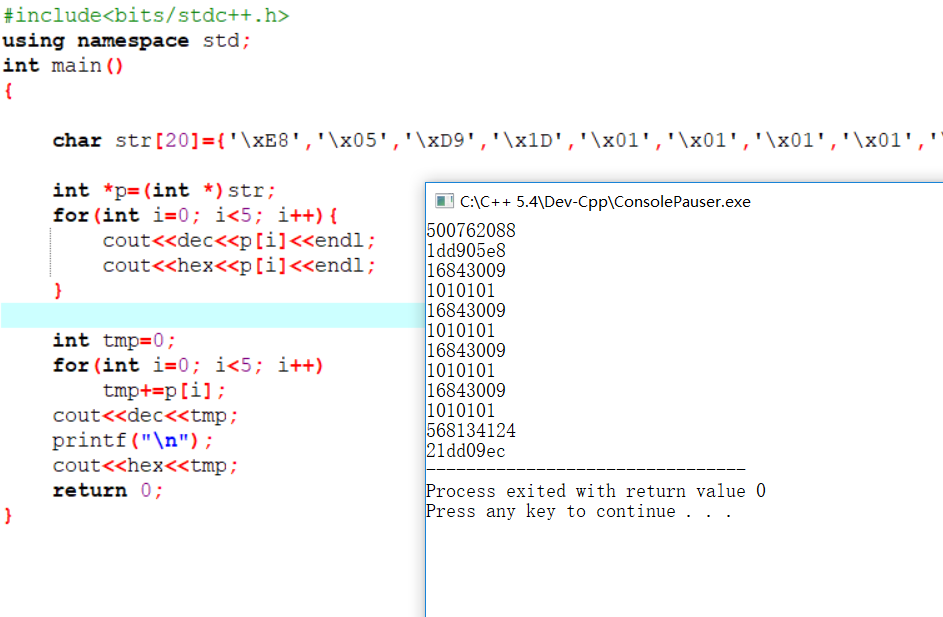 #include<bits/stdc++.h>
using namespace std;
int main()
{
char str[20]={'\xE8','\x05','\xD9','\x1D','\x01','\x01','\x01','\x01','
int *p=(int *)str;
for(int i=0; i<5; i++){
cout<<dec<<p[i]<<endl;
cout<<hex<<p[i]<<endl;
}
int tmp=0;
for(int i=0; i<5; i++)
tmp+=p[i];
cout<<dec<<tmp;
printf("\n");
cout<<hex<<tmp;
return 0;
}
C:\C++ 5.4\Dev-Cpp\ConsolePauser.exe
500762088
1dd905e8
16843009
1010101
16843009
1010101
16843009
1010101
16843009
1010101
568134124
21dd09ec
--------------------------------
Process exited with return value 0
Press any key to continue . . .